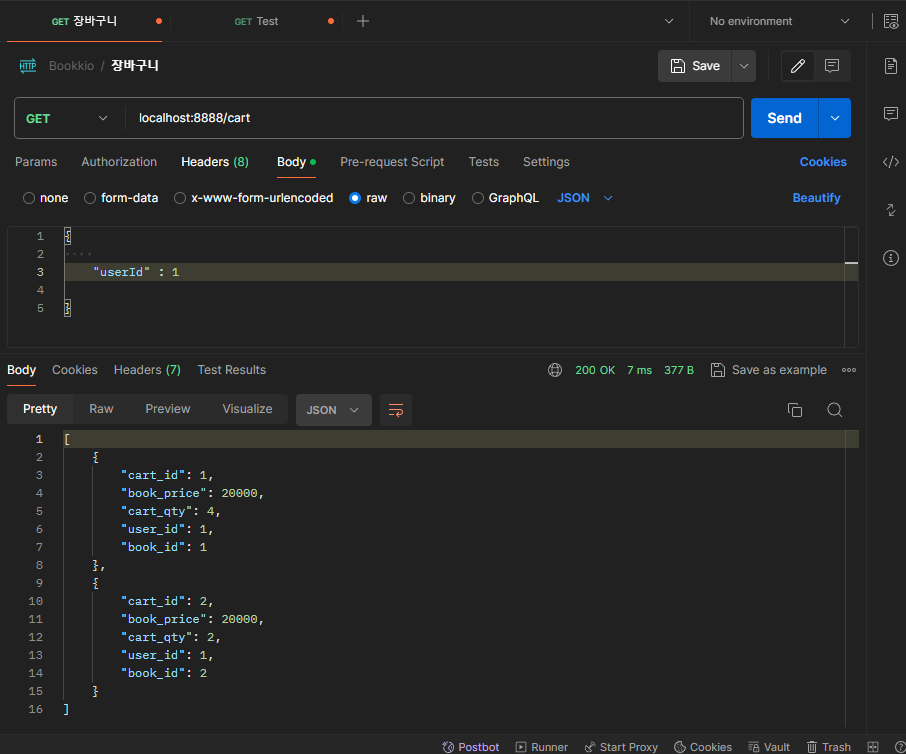 GET 장바구니
GET Test
No environment
HTTP Bookkio / 장바구니
Save
GET
localhost:8888/cart
Send
Params
Authorization
Headers (8)
Body
Pre-request Script
Tests
Settings
Cookies
none
form-data
x-www-form-urlencoded
raw
binary
GraphQL
JSON
Beautify
1 {
2
3 "userId" : 1
4
5 }
Body
Cookies
Headers (7)
Test Results
200 OK
7 ms
377 B
Save as example
Pretty
Raw
Preview
Visualize
JSON
1 [
2 {
3 "cart_id": 1,
4 "book_price": 20000,
5 "cart_qty": 4,
6 "user_id": 1,
7 "book_id": 1
8 },
9 {
10 "cart_id": 2,
11 "book_price": 20000,
12 "cart_qty": 2,
13 "user_id": 1,
14 "book_id": 2
15 }
16 ]
Postbot
Runner
Start Proxy
Cookies
Vault
Trash